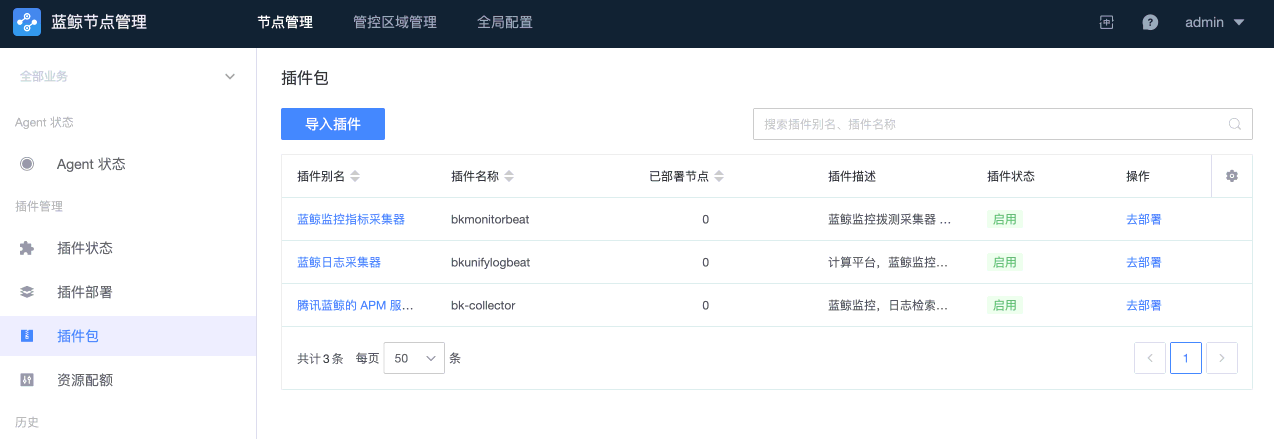 蓝鲸节点管理 节点管理 管控区域管理 全局配置 中 ? admin
全部业务
Agent 状态
Agent 状态
插件管理
插件状态
插件部署
插件包
资源配额
历史
插件包
导入插件 搜索插件别名、插件名称
插件别名 插件名称 已部署节点 插件描述 插件状态 操作
蓝鲸监控指标采集器 bkmonitorbeat 0 蓝鲸监控拨测采集器 ... 启用 去部署
蓝鲸日志采集器 bkunifylogbeat 0 计算平台，蓝鲸监控... 启用 去部署
腾讯蓝鲸的 APM 服... bk-collector 0 蓝鲸监控，日志检索... 启用 去部署
共计 3 条 每页 50 条 1